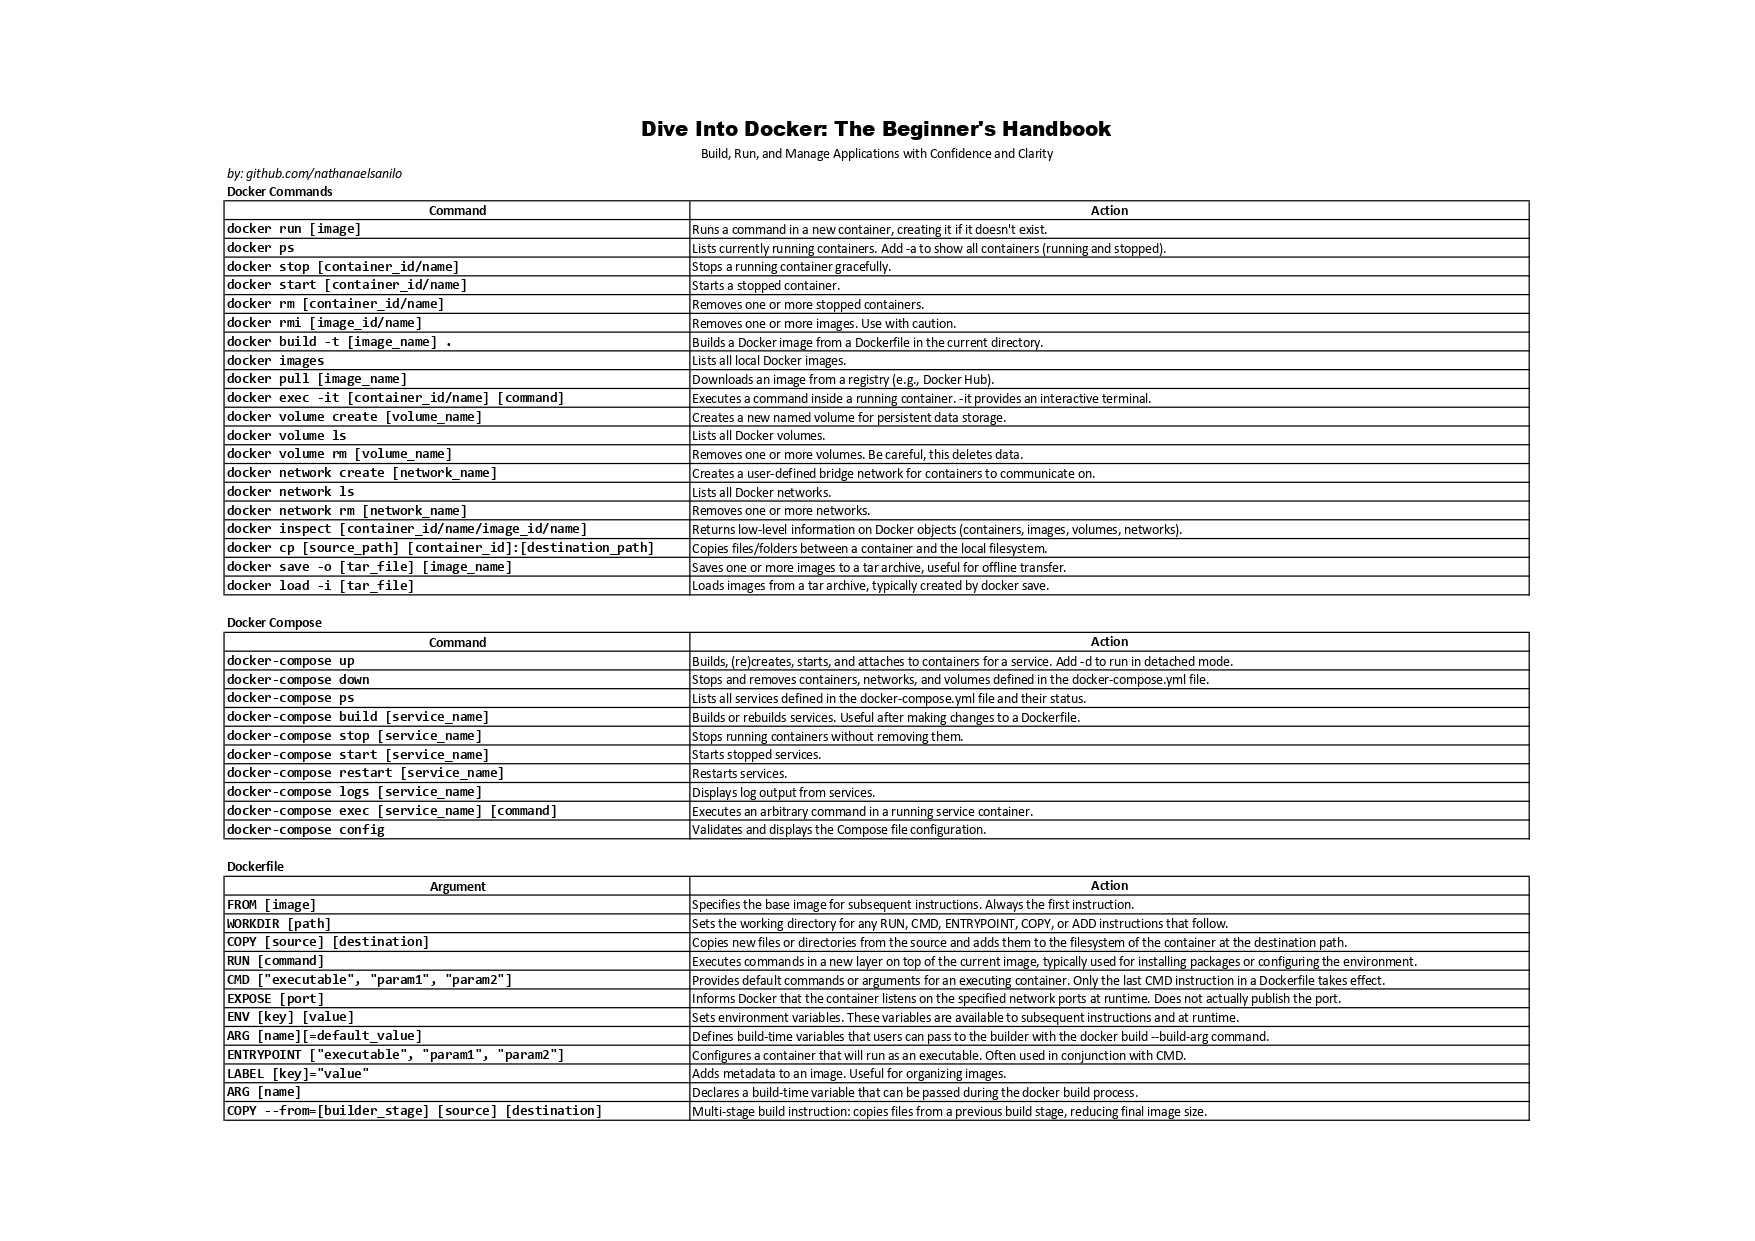 Dive Into Docker: The Beginner's Handbook
Build, Run, and Manage Applications with Confidence and Clarity
by: github.com/nathanaelsanilo
Docker Commands
Command Action
docker run [image] Runs a command in a new container, creating it if it doesn't exist.
docker ps Lists currently running containers. Add -a to show all containers (running and stopped).
docker stop [container_id/name] Stops a running container gracefully.
docker start [container_id/name] Starts a stopped container.
docker rm [container_id/name] Removes one or more stopped containers.
docker rmi [image_id/name] Removes one or more images. Use with caution.
docker build -t [image_name] . Builds a Docker image from a Dockerfile in the current directory.
docker images Lists all local Docker images.
docker pull [image_name] Downloads an image from a registry (e.g., Docker Hub).
docker exec -it [container_id/name] [command] Executes a command inside a running container. -it provides an interactive terminal.
docker volume create [volume_name] Creates a new named volume for persistent data storage.
docker volume ls Lists all Docker volumes.
docker volume rm [volume_name] Removes one or more volumes. Be careful, this deletes data.
docker network create [network_name] Creates a user-defined bridge network for containers to communicate on.
docker network ls Lists all Docker networks.
docker network rm [network_name] Removes one or more networks.
docker inspect [container_id/name/image_id/name] Returns low-level information on Docker objects (containers, images, volumes, networks).
docker cp [source_path] [container_id]:[destination_path] Copies files/folders between a container and the local filesystem.
docker save -o [tar_file] [image_name] Saves one or more images to a tar archive, useful for offline transfer.
docker load -i [tar_file] Loads images from a tar archive, typically created by docker save.
Docker Compose
Command Action
docker-compose up Builds, (re)creates, starts, and attaches to containers for a service. Add -d to run in detached mode.
docker-compose down Stops and removes containers, networks, and volumes defined in the docker-compose.yml file.
docker-compose ps Lists all services defined in the docker-compose.yml file and their status.
docker-compose build [service_name] Builds or rebuilds services. Useful after making changes to a Dockerfile.
docker-compose stop [service_name] Stops running containers without removing them.
docker-compose start [service_name] Starts stopped services.
docker-compose restart [service_name] Restarts services.
docker-compose logs [service_name] Displays log output from services.
docker-compose exec [service_name] [command] Executes an arbitrary command in a running service container.
docker-compose config Validates and displays the Compose file configuration.
Dockerfile
Argument Action
FROM [image] Specifies the base image for subsequent instructions. Always the first instruction.
WORKDIR [path] Sets the working directory for any RUN, CMD, ENTRYPOINT, COPY, or ADD instructions that follow.
COPY [source] [destination] Copies new files or directories from the source and adds them to the filesystem of the container at the destination path.
RUN [command] Executes commands in a new layer on top of the current image, typically used for installing packages or configuring the environment.
CMD ["executable", "param1", "param2"] Provides default commands or arguments for an executing container. Only the last CMD instruction in a Dockerfile takes effect.
EXPOSE [port] Informs Docker that the container listens on the specified network ports at runtime. Does not actually publish the port.
ENV [key] [value] Sets environment variables. These variables are available to subsequent instructions and at runtime.
ARG [name][=default_value] Defines build-time variables that users can pass to the builder with the docker build --build-arg command.
ENTRYPOINT ["executable", "param1", "param2"] Configures a container that will run as an executable. Often used in conjunction with CMD.
LABEL [key]="value" Adds metadata to an image. Useful for organizing images.
ARG [name] Declares a build-time variable that can be passed during the docker build process.
COPY --from=[builder_stage] [source] [destination] Multi-stage build instruction: copies files from a previous build stage, reducing final image size.